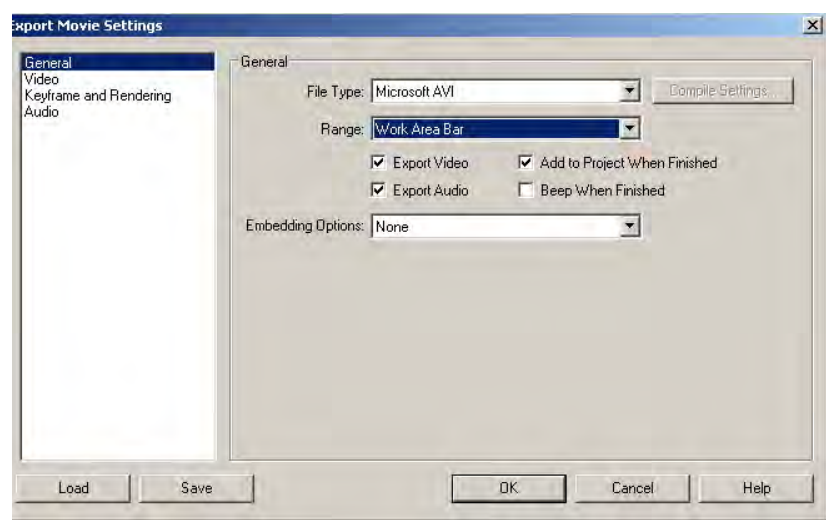 Export Movie Settings
General
Video
Keyframe and Rendering
Audio
General
File Type: Microsoft AVI Compile Settings...
Range: Work Area Bar
Export Video Add to Project When Finished
Export Audio Beep When Finished
Embedding Options: None
Load Save OK Cancel Help